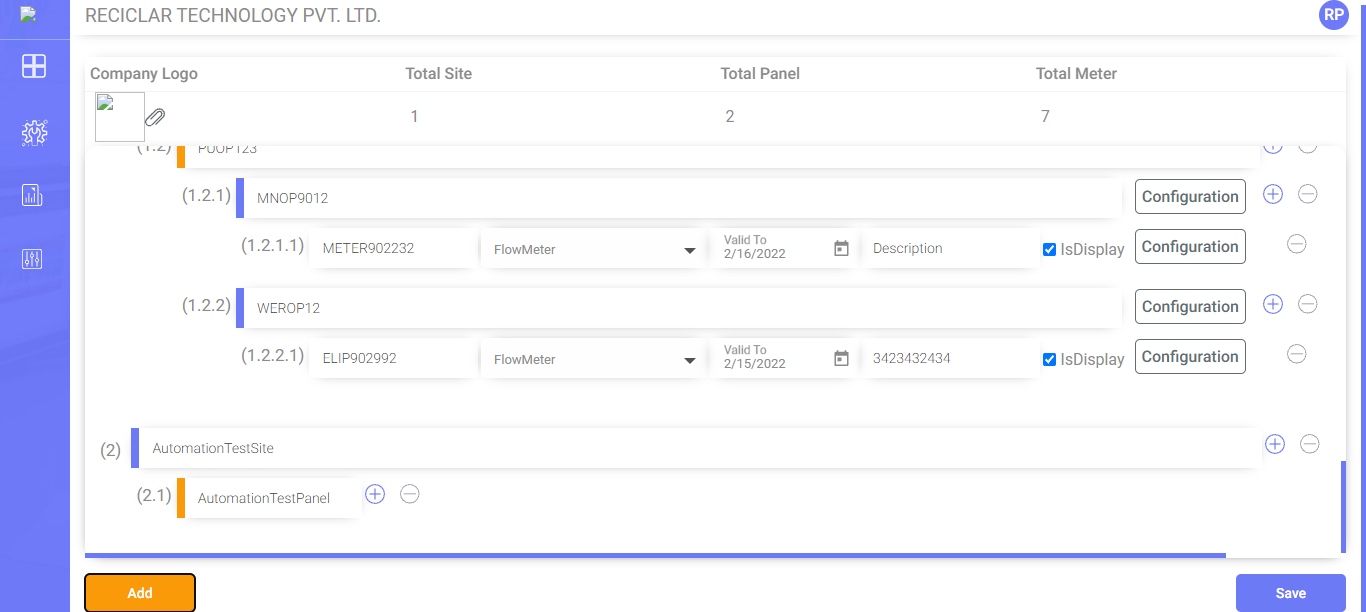 RECICLAR TECHNOLOGY PVT. LTD.
RP
Company Logo Total Site Total Panel Total Meter
1 2 7
(1.2) PUOP123
(1.2.1) MNOP9012 Configuration
(1.2.1.1) METER902232 FlowMeter Valid To 2/16/2022 Description IsDisplay Configuration
(1.2.2) WEROP12 Configuration
(1.2.2.1) ELIP902992 FlowMeter Valid To 2/15/2022 3423432434 IsDisplay Configuration
(2) AutomationTestSite
(2.1) AutomationTestPanel
Add Save